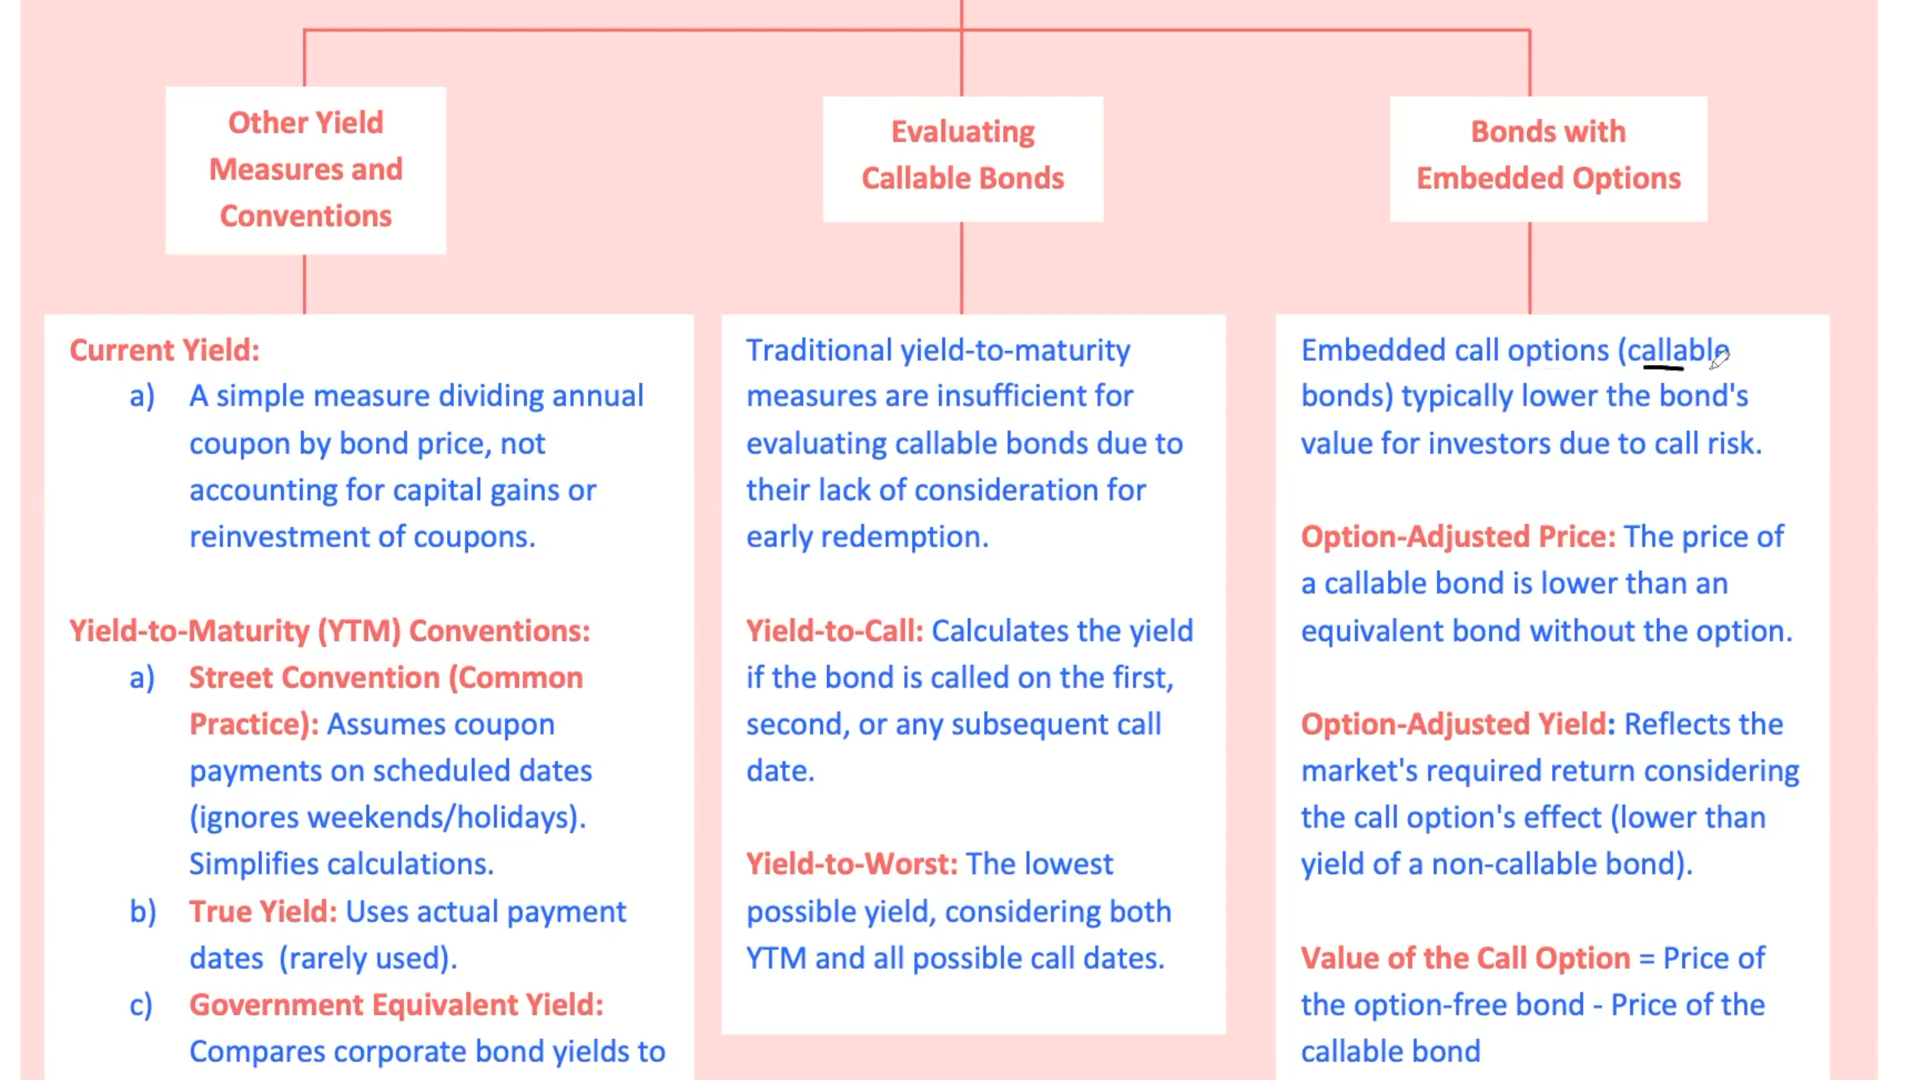 Other Yield
Measures and
Conventions
Evaluating
Callable Bonds
Bonds with
Embedded Options
Current Yield:
a) A simple measure dividing annual
coupon by bond price, not
accounting for capital gains or
reinvestment of coupons.
Yield-to-Maturity (YTM) Conventions:
a) Street Convention (Common
Practice): Assumes coupon
payments on scheduled dates
(ignores weekends/holidays).
Simplifies calculations.
b) True Yield: Uses actual payment
dates (rarely used).
c) Government Equivalent Yield:
Compares corporate bond yields to
Traditional yield-to-maturity
measures are insufficient for
evaluating callable bonds due to
their lack of consideration for
early redemption.
Yield-to-Call: Calculates the yield
if the bond is called on the first,
second, or any subsequent call
date.
Yield-to-Worst: The lowest
possible yield, considering both
YTM and all possible call dates.
Embedded call options (callable
bonds) typically lower the bond's
value for investors due to call risk.
Option-Adjusted Price: The price of
a callable bond is lower than an
equivalent bond without the option.
Option-Adjusted Yield: Reflects the
market's required return considering
the call option's effect (lower than
yield of a non-callable bond).
Value of the Call Option = Price of
the option-free bond - Price of the
callable bond